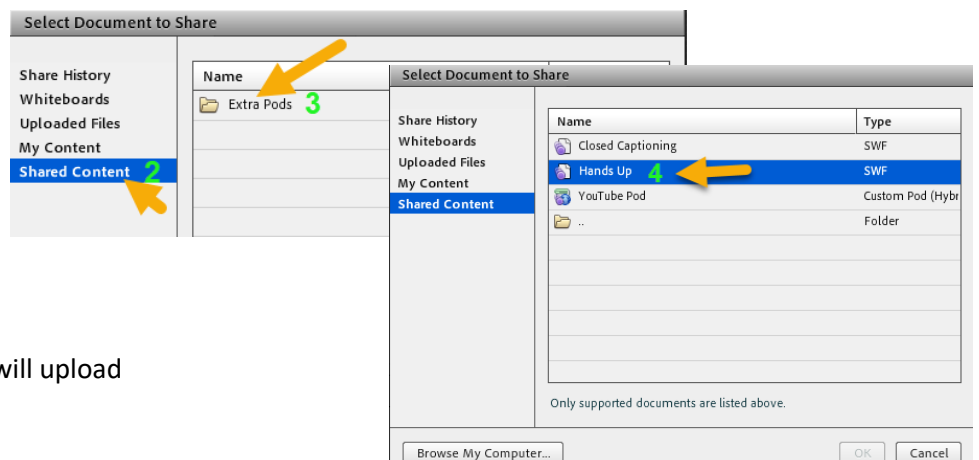 Select Document to Share
Share History
Whiteboards
Uploaded Files
My Content
Shared Content 2
Name
Extra Pods 3
will upload
Select Document to Share
Share History
Whiteboards
Uploaded Files
My Content
Shared Content
Name Type
Closed Captioning SWF
Hands Up 4 SWF
YouTube Pod Custom Pod (Hybr
.. Folder
Only supported documents are listed above.
Browse My Computer... OK Cancel